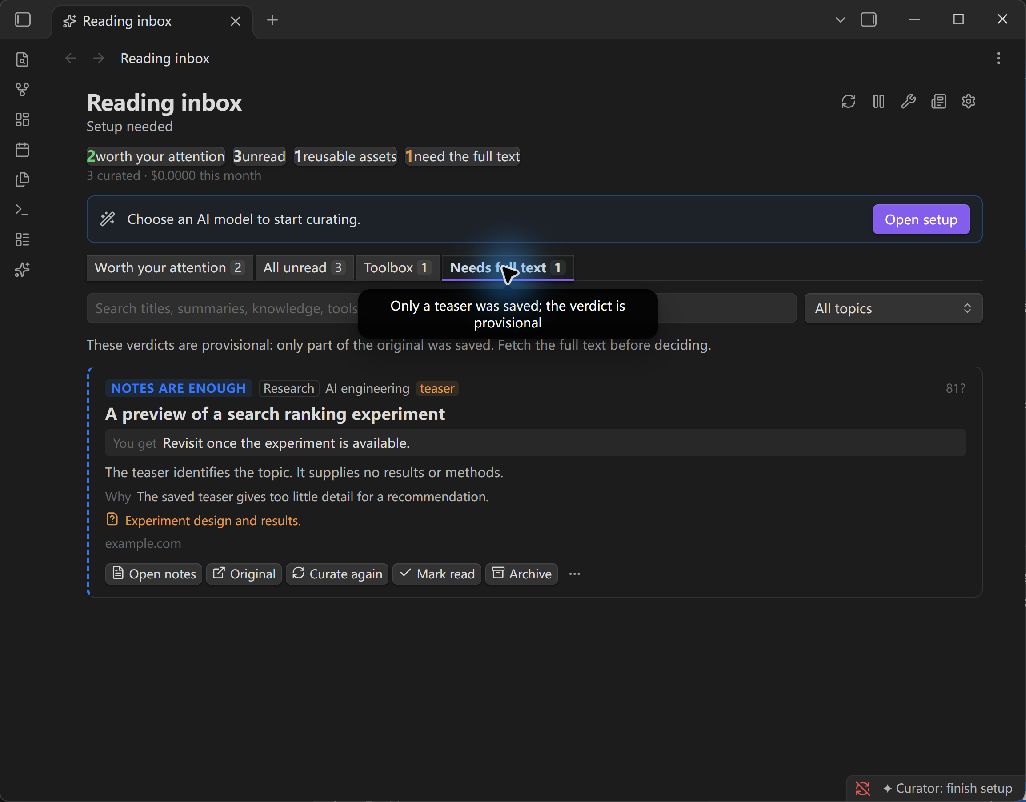 Reading inbox
Reading inbox
Reading inbox
Setup needed
2worth your attention 3unread 1reusable assets 1need the full text
3 curated · $0.0000 this month
Choose an AI model to start curating.
Open setup
Worth your attention 2 All unread 3 Toolbox 1 Needs full text 1
Search titles, summaries, knowledge, tools
All topics
Only a teaser was saved; the verdict is
provisional
These verdicts are provisional: only part of the original was saved. Fetch the full text before deciding.
NOTES ARE ENOUGH Research AI engineering teaser 81?
A preview of a search ranking experiment
You get Revisit once the experiment is available.
The teaser identifies the topic. It supplies no results or methods.
Why The saved teaser gives too little detail for a recommendation.
Experiment design and results.
example.com
Open notes Original Curate again Mark read Archive
Curator: finish setup